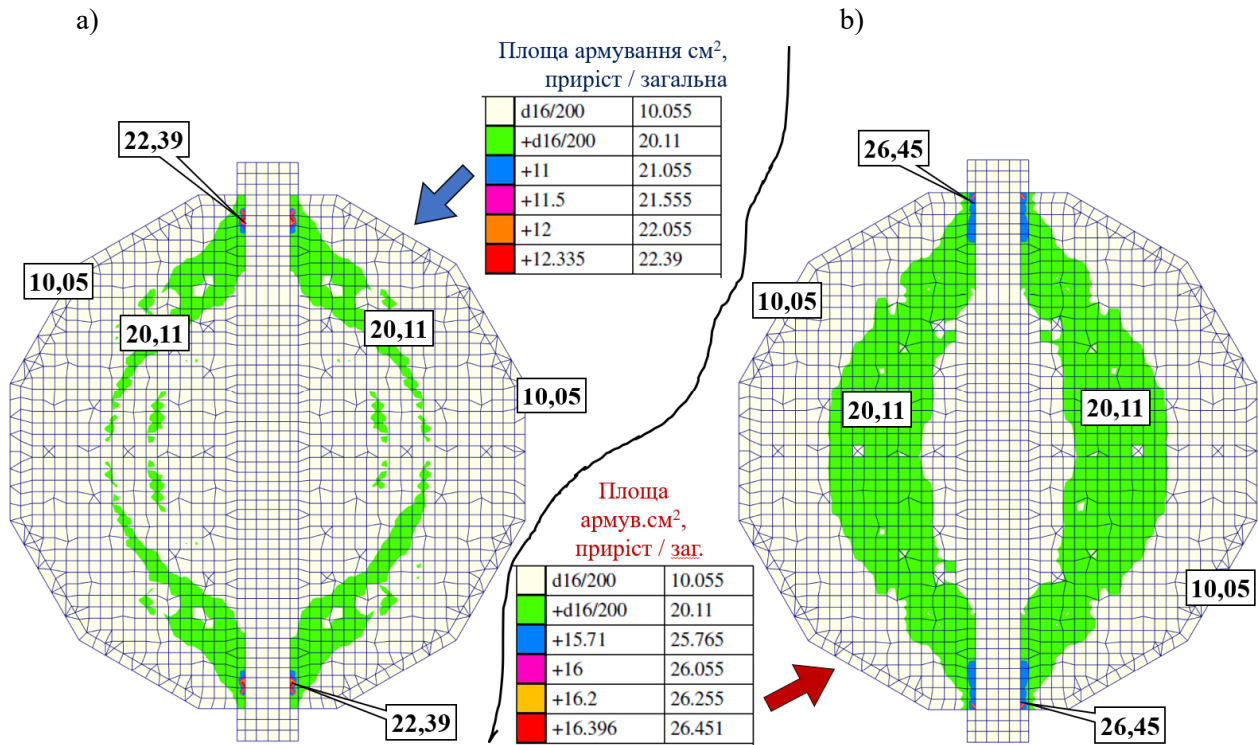 a)
b)
Площа армування см²,
приріст / загальна
d16/200 10.055
+d16/200 20.11
+11 21.055
+11.5 21.555
+12 22.055
+12.335 22.39
22,39
10,05
20,11
20,11
10,05
22,39
Площа
армув.см²,
приріст / заг.
d16/200 10.055
+d16/200 20.11
+15.71 25.765
+16 26.055
+16.2 26.255
+16.396 26.451
26,45
10,05
20,11
20,11
10,05
26,45